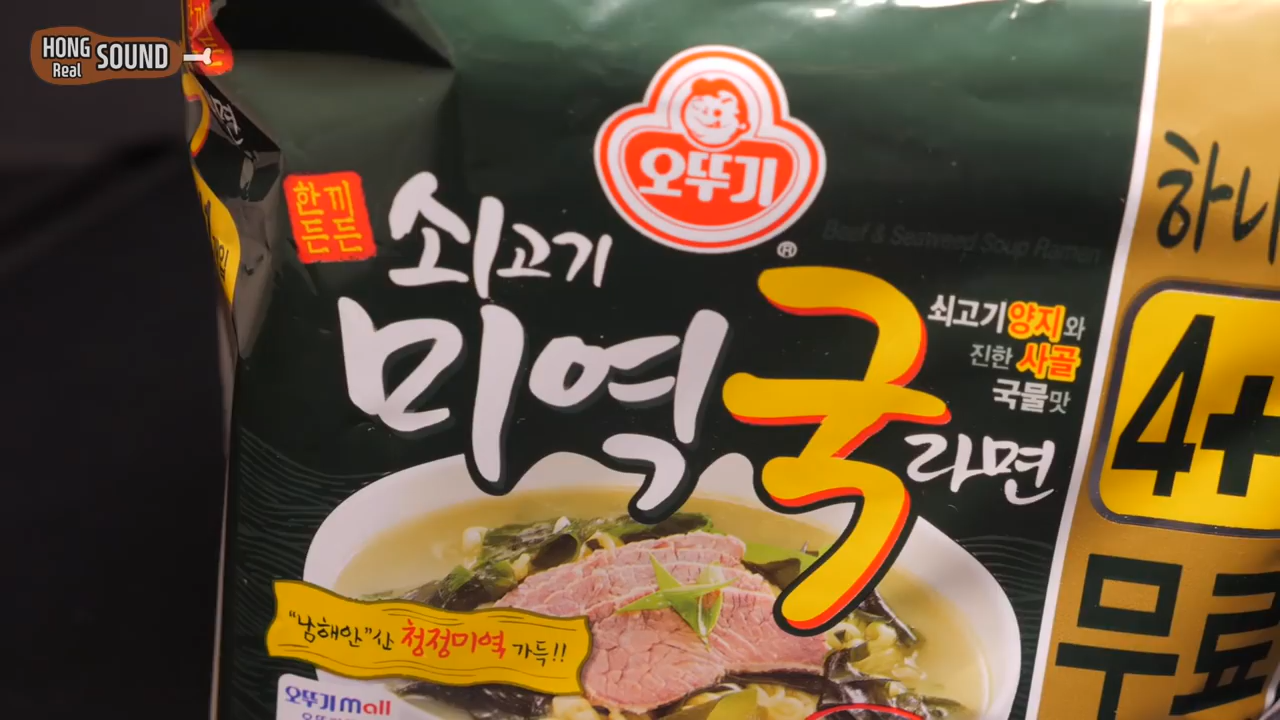 HONG
Real SOUND
오뚜기
®
한끼
든든
쇠고기
미역국
라면
Beef & Seaweed Soup Ramen
쇠고기양지와
진한 사골
국물맛
"남해안"산 청정미역 가득!!
오뚜기mall
하나
4+
무료